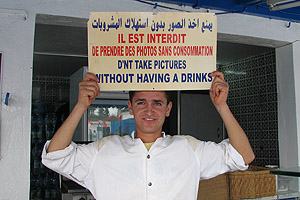 يمنع اخذ الصور بدون استهلاك المشروبات
IL EST INTERDIT
DE PRENDRE DES PHOTOS SANS CONSOMMATION
D'NT TAKE PICTURES
WITHOUT HAVING A DRINKS